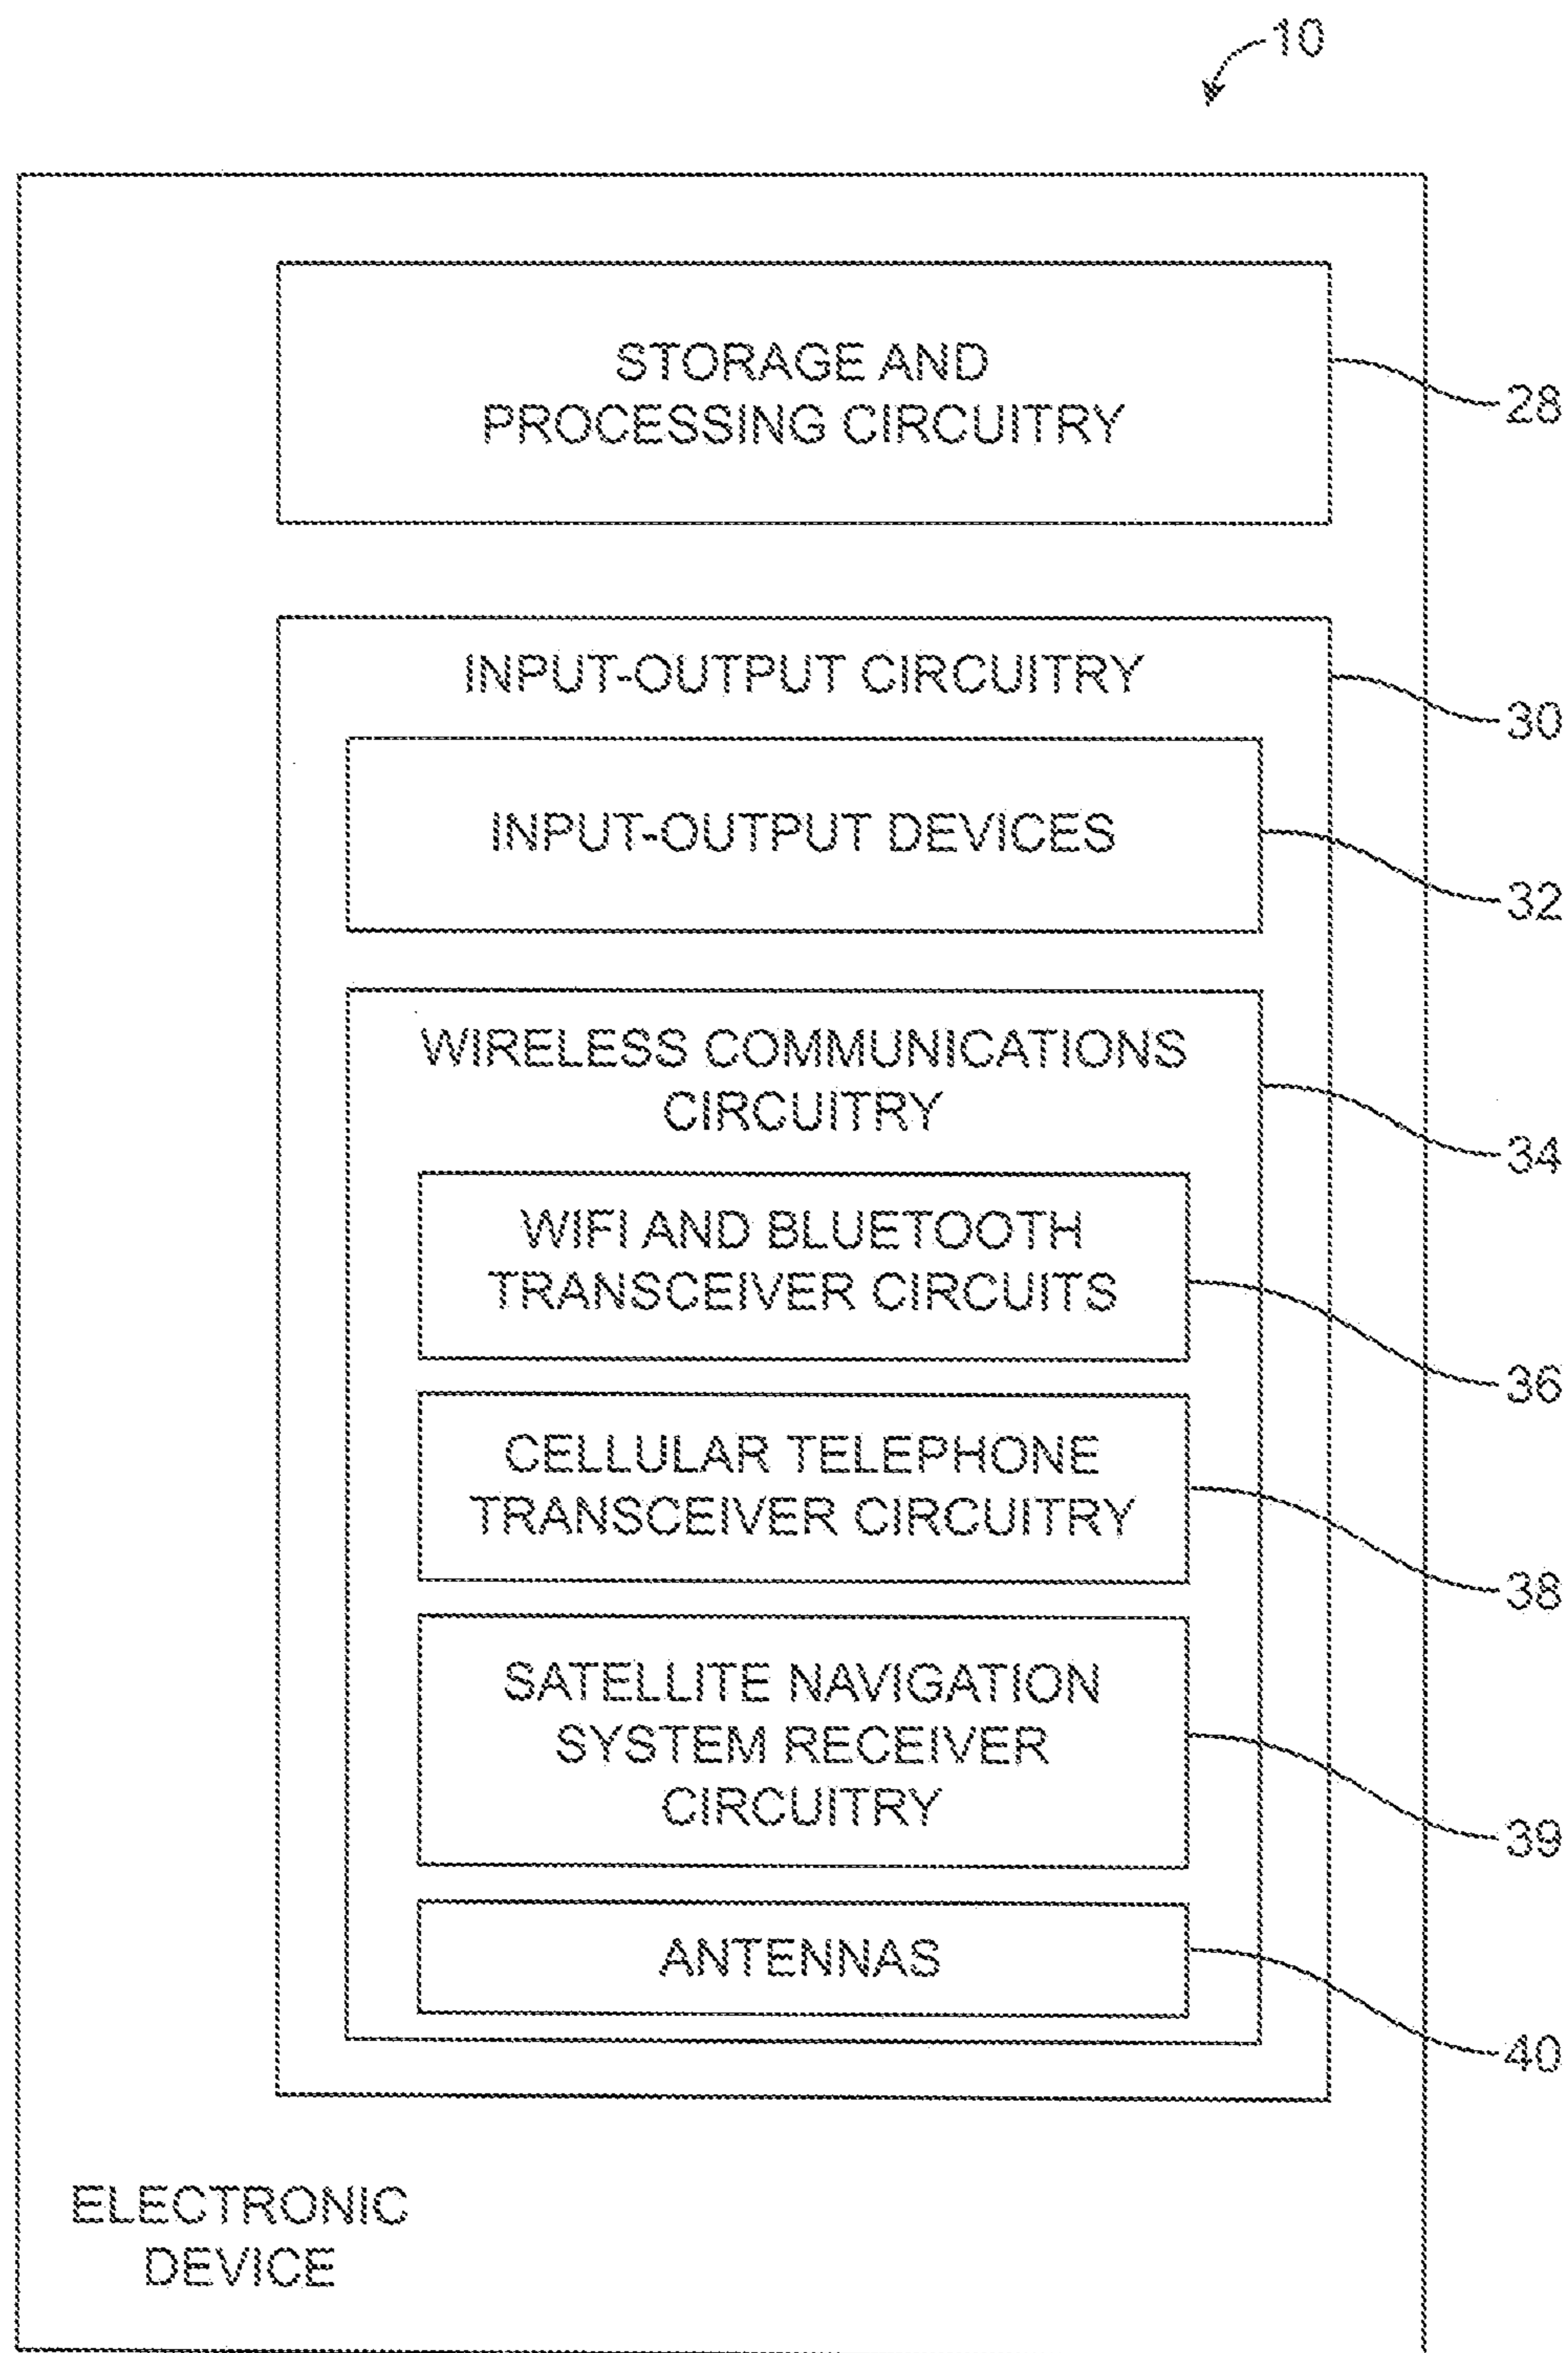 10
STORAGE AND
PROCESSING CIRCUITRY
28
INPUT-OUTPUT CIRCUITRY
30
INPUT-OUTPUT DEVICES
32
WIRELESS COMMUNICATIONS
CIRCUITRY
34
WIFI AND BLUETOOTH
TRANSCEIVER CIRCUITS
36
CELLULAR TELEPHONE
TRANSCEIVER CIRCUITRY
38
SATELLITE NAVIGATION
SYSTEM RECEIVER
CIRCUITRY
39
ANTENNAS
40
ELECTRONIC
DEVICE